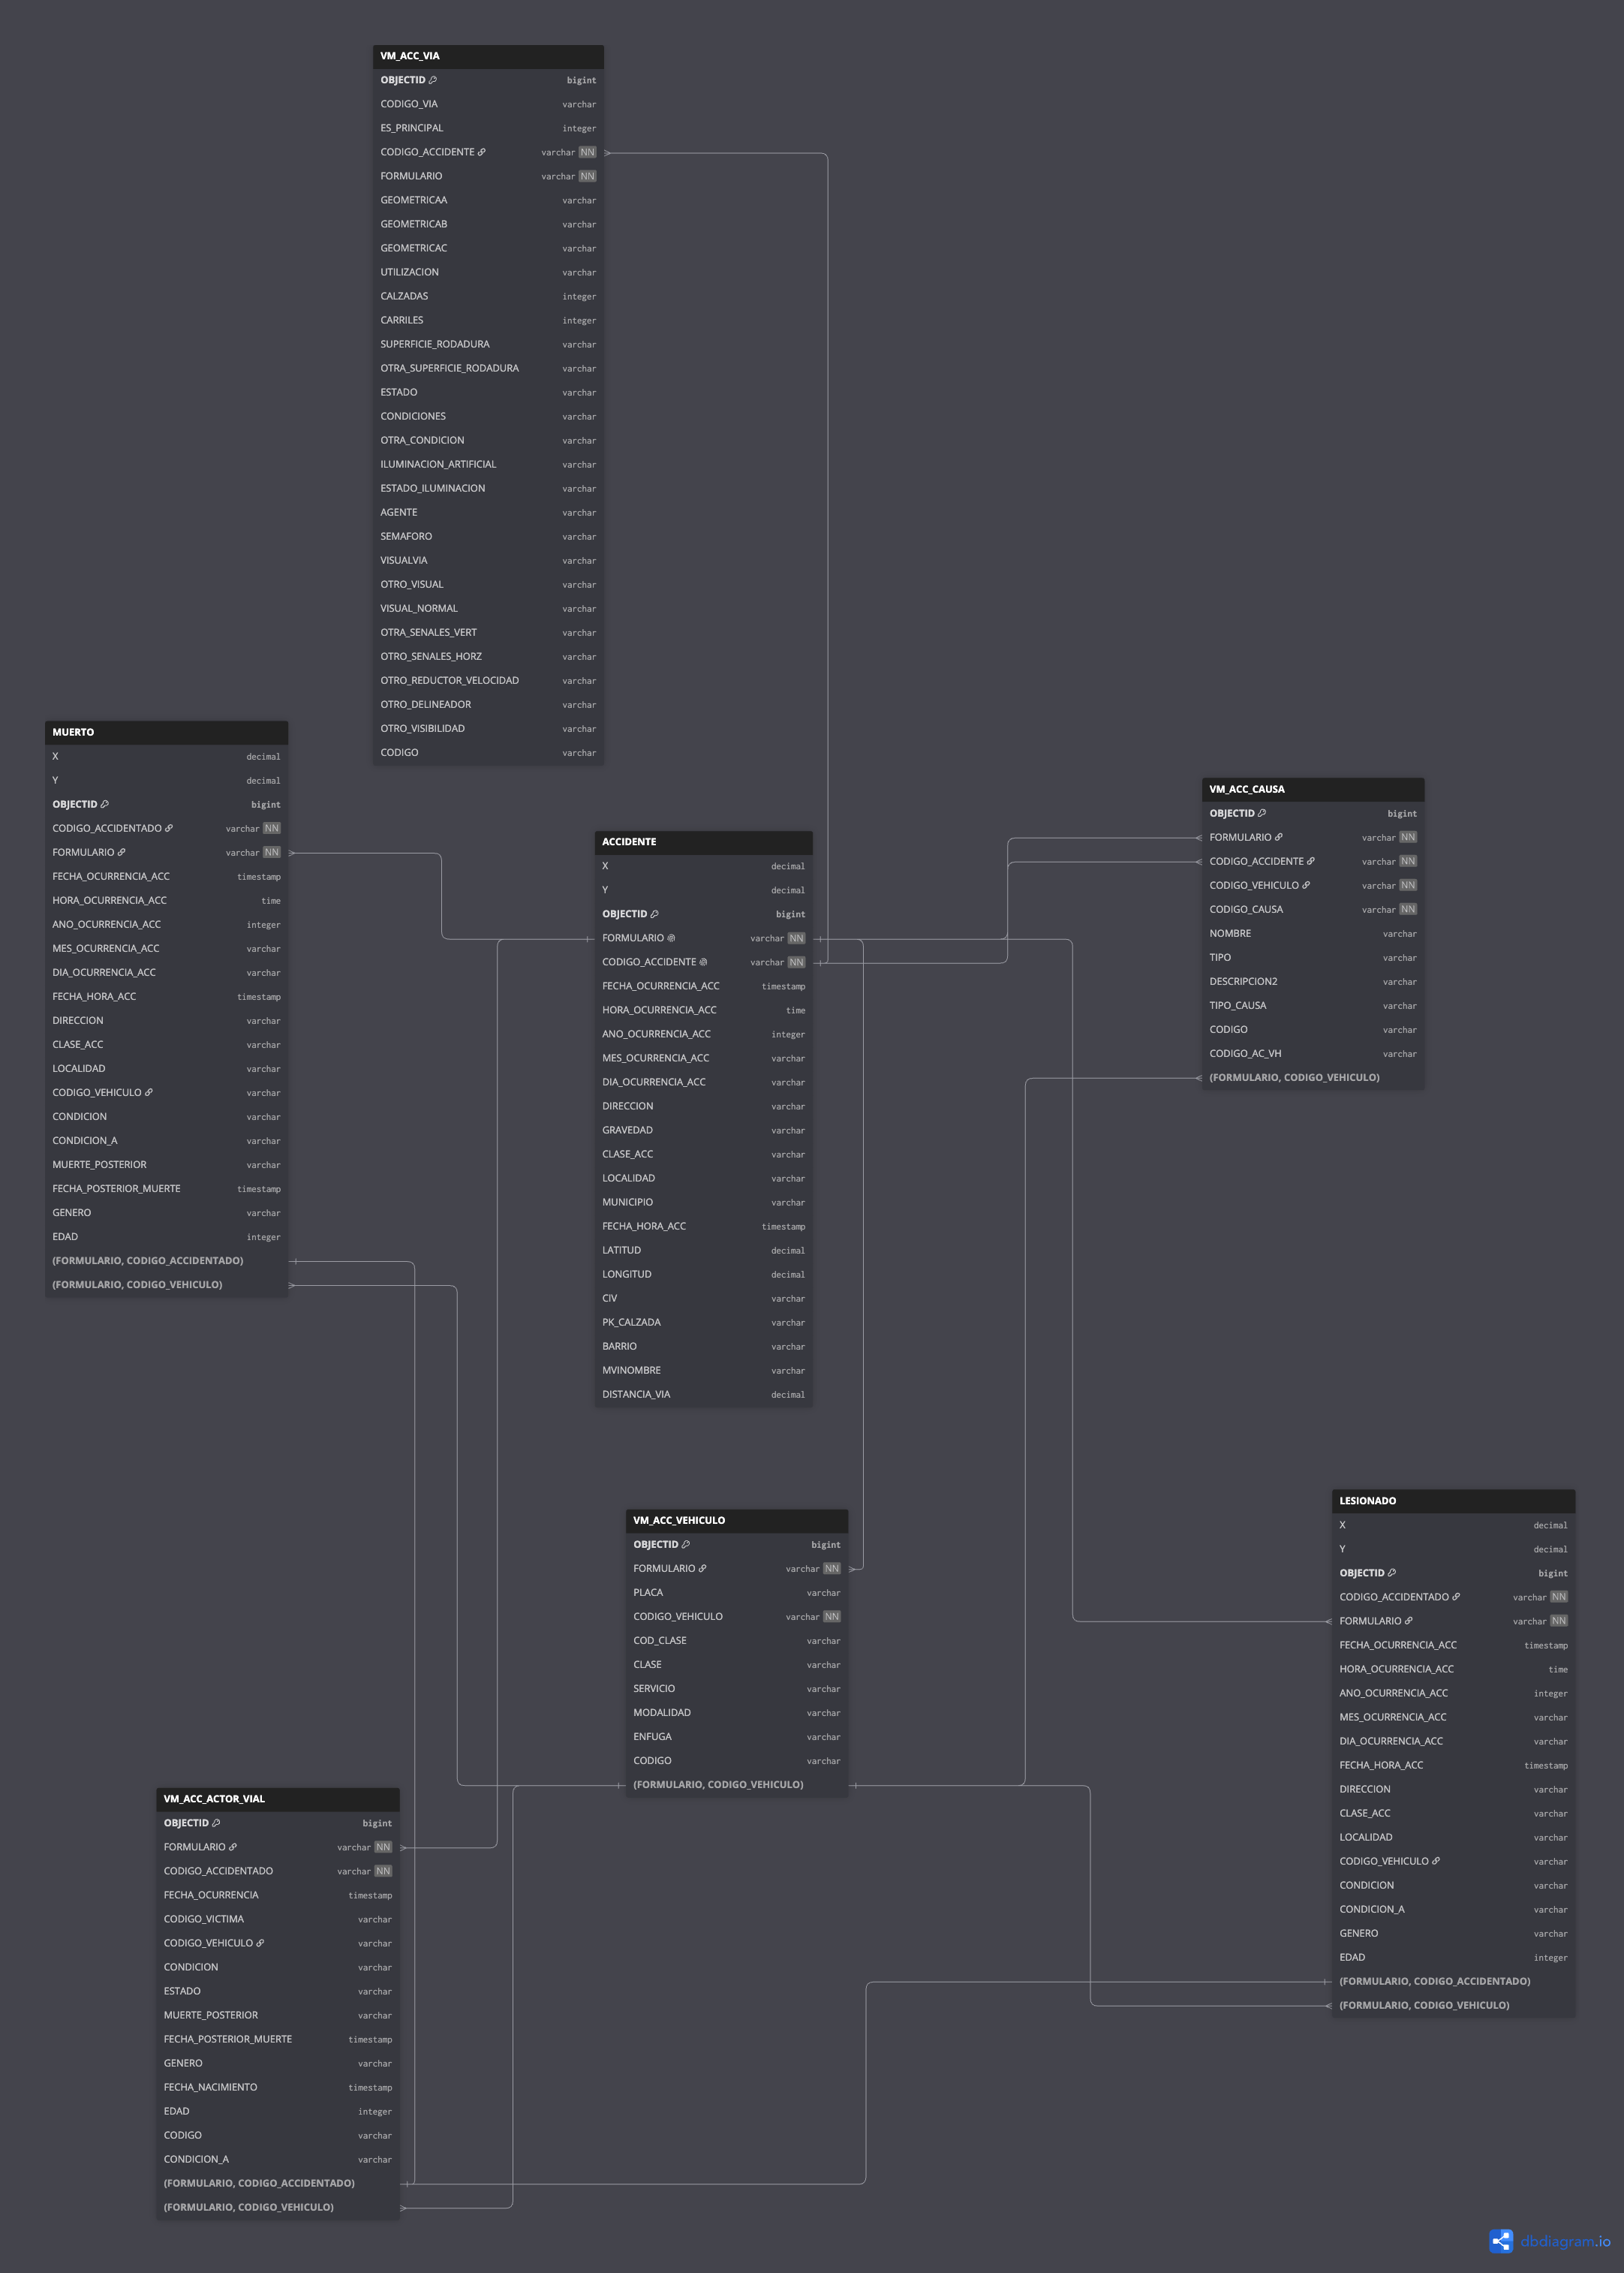 VM_ACC_VIA
OBJECTID bigint
CODIGO_VIA varchar
ES_PRINCIPAL integer
CODIGO_ACCIDENTE varchar NN
FORMULARIO varchar NN
GEOMETRICAA varchar
GEOMETRICAB varchar
GEOMETRICAC varchar
UTILIZACION varchar
CALZADAS integer
CARRILES integer
SUPERFICIE_RODADURA varchar
OTRA_SUPERFICIE_RODADURA varchar
ESTADO varchar
CONDICIONES varchar
OTRA_CONDICION varchar
ILUMINACION_ARTIFICIAL varchar
ESTADO_ILUMINACION varchar
AGENTE varchar
SEMAFORO varchar
VISUALVIA varchar
OTRO_VISUAL varchar
VISUAL_NORMAL varchar
OTRA_SENALES_VERT varchar
OTRO_SENALES_HORZ varchar
OTRO_REDUCTOR_VELOCIDAD varchar
OTRO_DELINEADOR varchar
OTRO_VISIBILIDAD varchar
CODIGO varchar
MUERTO
X decimal
Y decimal
OBJECTID bigint
CODIGO_ACCIDENTADO varchar NN
FORMULARIO varchar NN
FECHA_OCURRENCIA_ACC timestamp
HORA_OCURRENCIA_ACC time
ANO_OCURRENCIA_ACC integer
MES_OCURRENCIA_ACC varchar
DIA_OCURRENCIA_ACC varchar
FECHA_HORA_ACC timestamp
DIRECCION varchar
CLASE_ACC varchar
LOCALIDAD varchar
CODIGO_VEHICULO varchar
CONDICION varchar
CONDICION_A varchar
MUERTE_POSTERIOR varchar
FECHA_POSTERIOR_MUERTE timestamp
GENERO varchar
EDAD integer
(FORMULARIO, CODIGO_ACCIDENTADO)
(FORMULARIO, CODIGO_VEHICULO)
ACCIDENTE
X decimal
Y decimal
OBJECTID bigint
FORMULARIO varchar NN
CODIGO_ACCIDENTE varchar NN
FECHA_OCURRENCIA_ACC timestamp
HORA_OCURRENCIA_ACC time
ANO_OCURRENCIA_ACC integer
MES_OCURRENCIA_ACC varchar
DIA_OCURRENCIA_ACC varchar
DIRECCION varchar
GRAVEDAD varchar
CLASE_ACC varchar
LOCALIDAD varchar
MUNICIPIO varchar
FECHA_HORA_ACC timestamp
LATITUD decimal
LONGITUD decimal
CIV varchar
PK_CALZADA varchar
BARRIO varchar
MVINOMBRE varchar
DISTANCIA_VIA decimal
VM_ACC_CAUSA
OBJECTID bigint
FORMULARIO varchar NN
CODIGO_ACCIDENTE varchar NN
CODIGO_VEHICULO varchar NN
CODIGO_CAUSA varchar NN
NOMBRE varchar
TIPO varchar
DESCRIPCION2 varchar
TIPO_CAUSA varchar
CODIGO varchar
CODIGO_AC_VH varchar
(FORMULARIO, CODIGO_VEHICULO)
VM_ACC_VEHICULO
OBJECTID bigint
FORMULARIO varchar NN
PLACA varchar
CODIGO_VEHICULO varchar NN
COD_CLASE varchar
CLASE varchar
SERVICIO varchar
MODALIDAD varchar
ENFUGA varchar
CODIGO varchar
(FORMULARIO, CODIGO_VEHICULO)
LESIONADO
X decimal
Y decimal
OBJECTID bigint
CODIGO_ACCIDENTADO varchar NN
FORMULARIO varchar NN
FECHA_OCURRENCIA_ACC timestamp
HORA_OCURRENCIA_ACC time
ANO_OCURRENCIA_ACC integer
MES_OCURRENCIA_ACC varchar
DIA_OCURRENCIA_ACC varchar
FECHA_HORA_ACC timestamp
DIRECCION varchar
CLASE_ACC varchar
LOCALIDAD varchar
CODIGO_VEHICULO varchar
CONDICION varchar
CONDICION_A varchar
GENERO varchar
EDAD integer
(FORMULARIO, CODIGO_ACCIDENTADO)
(FORMULARIO, CODIGO_VEHICULO)
VM_ACC_ACTOR_VIAL
OBJECTID bigint
FORMULARIO varchar NN
CODIGO_ACCIDENTADO varchar NN
FECHA_OCURRENCIA timestamp
CODIGO_VICTIMA varchar
CODIGO_VEHICULO varchar
CONDICION varchar
ESTADO varchar
MUERTE_POSTERIOR varchar
FECHA_POSTERIOR_MUERTE timestamp
GENERO varchar
FECHA_NACIMIENTO timestamp
EDAD integer
CODIGO varchar
CONDICION_A varchar
(FORMULARIO, CODIGO_ACCIDENTADO)
(FORMULARIO, CODIGO_VEHICULO)
dbdiagram.io